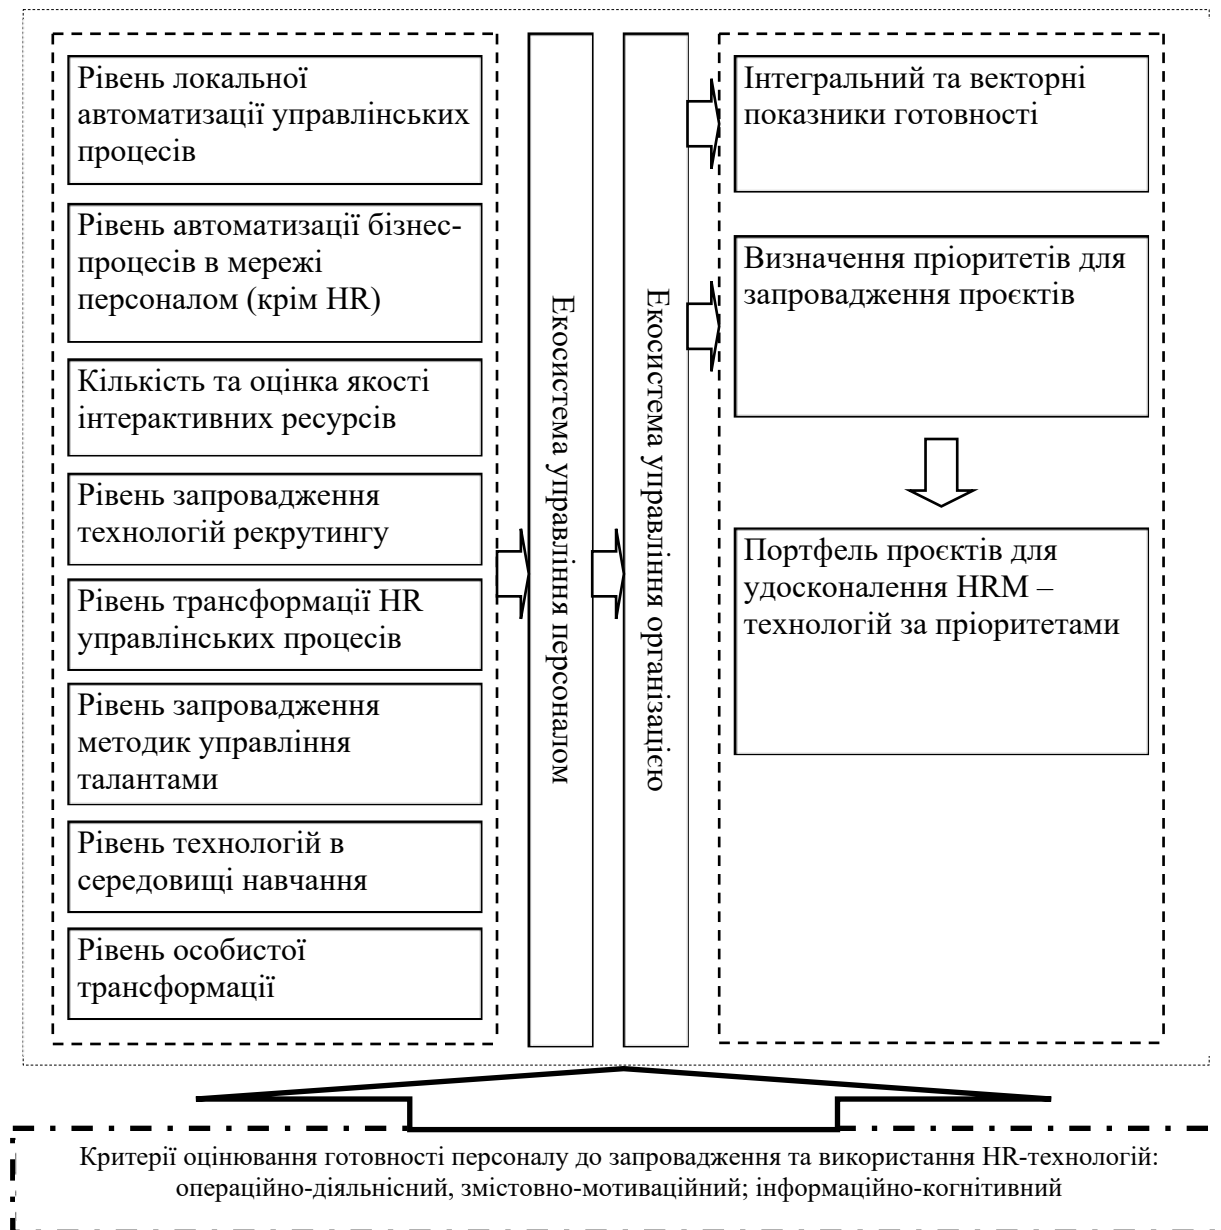 Рівень локальної
автоматизації управлінських
процесів
Рівень автоматизації бізнес-
процесів в мережі
персоналом (крім HR)
Кількість та оцінка якості
інтерактивних ресурсів
Рівень запровадження
технологій рекрутингу
Рівень трансформації HR
управлінських процесів
Рівень запровадження
методик управління
талантами
Рівень технологій в
середовищі навчання
Рівень особистої
трансформації
Екосистема управління персоналом
Екосистема управління організацією
Інтегральний та векторні
показники готовності
Визначення пріоритетів для
запровадження проєктів
Портфель проєктів для
удосконалення HRM –
технологій за пріоритетами
Критерії оцінювання готовності персоналу до запровадження та використання HR-технологій:
операційно-діяльнісний, змістовно-мотиваційний; інформаційно-когнітивний